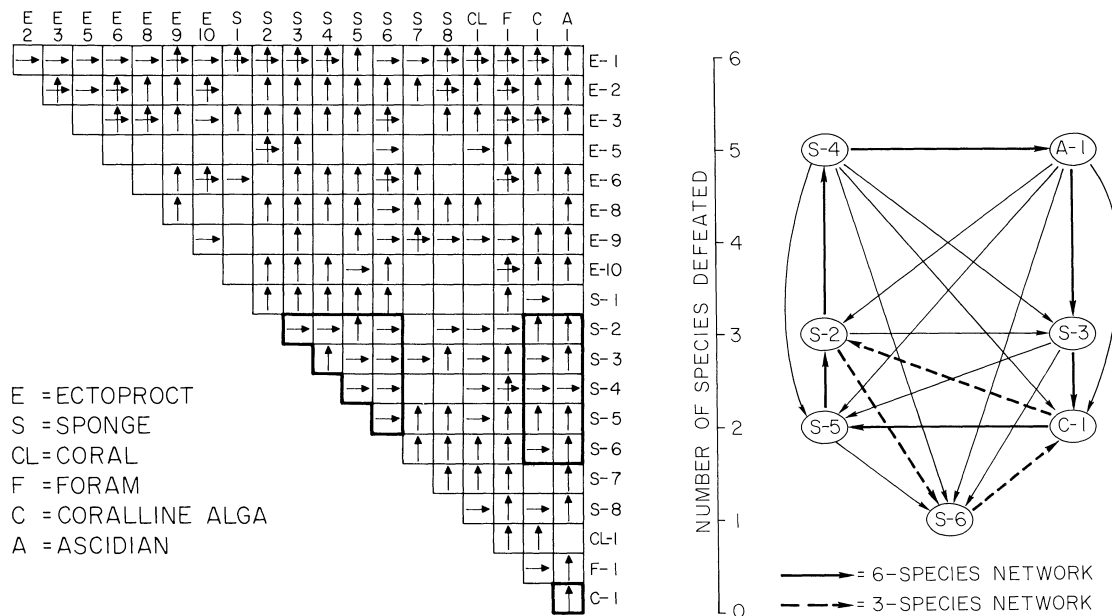 E E E E E E E S S S S S S S S CL F C A
2 3 5 6 8 9 10 1 2 3 4 5 6 7 8 1 1 1 1
E-1
E-2
E-3
E-5
E-6
E-8
E-9
E-10
S-1
S-2
S-3
S-4
S-5
S-6
S-7
S-8
CL-1
F-1
C-1
E = ECTOPROCT
S = SPONGE
CL= CORAL
F = FORAM
C = CORALLINE ALGA
A = ASCIDIAN
NUMBER OF SPECIES DEFEATED
6
5
4
3
2
1
0
S-4
A-1
S-2
S-3
S-5
C-1
S-6
= 6-SPECIES NETWORK
= 3-SPECIES NETWORK